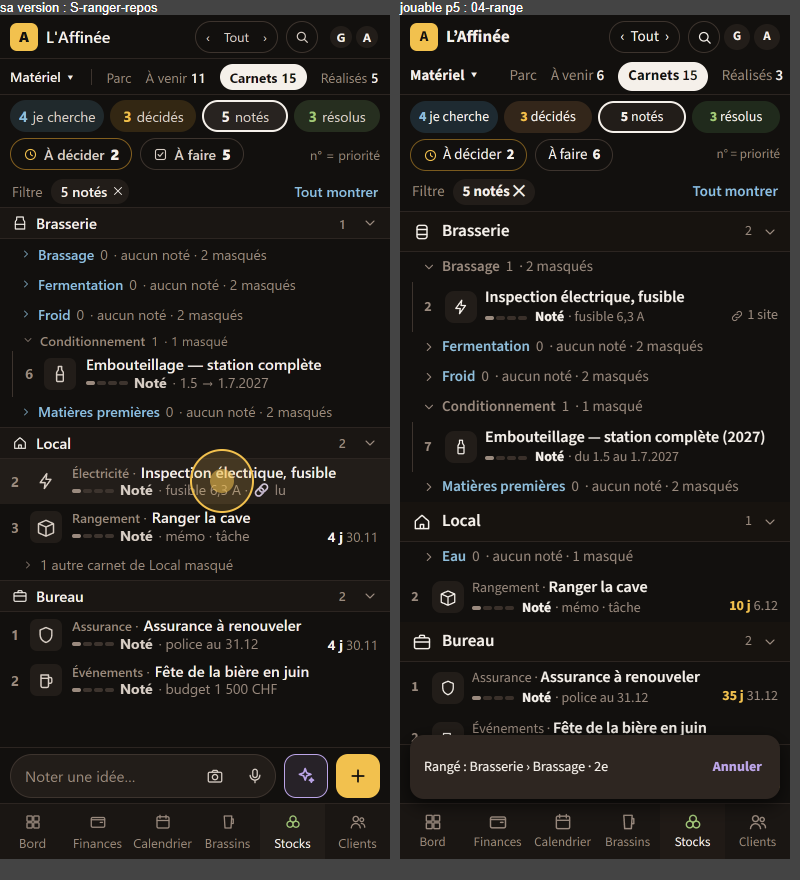 sa version : S-ranger-repos
A L'Affinée ‹ Tout › G A
Matériel ▾ Parc À venir 11 Carnets 15 Réalisés 5
4 je cherche 3 décidés 5 notés 3 résolus
À décider 2 À faire 5 n° = priorité
Filtre 5 notés × Tout montrer
Brasserie 1
Brassage 0 · aucun noté · 2 masqués
Fermentation 0 · aucun noté · 2 masqués
Froid 0 · aucun noté · 2 masqués
Conditionnement 1 · 1 masqué
6 Embouteillage — station complète
Noté · 1.5 → 1.7.2027
Matières premières 0 · aucun noté · 2 masqués
Local 2
2 Électricité · Inspection électrique, fusible
Noté · fusible 6,3 A · lu
3 Rangement · Ranger la cave
Noté · mémo · tâche 4 j 30.11
1 autre carnet de Local masqué
Bureau 2
1 Assurance · Assurance à renouveler
Noté · police au 31.12 4 j 30.11
2 Événements · Fête de la bière en juin
Noté · budget 1 500 CHF
Noter une idée...
Bord Finances Calendrier Brassins Stocks Clients
jouable p5 : 04-range
A L'Affinée ‹ Tout › G A
Matériel ▾ Parc À venir 6 Carnets 15 Réalisés 3
4 je cherche 3 décidés 5 notés 3 résolus
À décider 2 À faire 6 n° = priorité
Filtre 5 notés × Tout montrer
Brasserie 2
Brassage 1 · 2 masqués
2 Inspection électrique, fusible
Noté · fusible 6,3 A 1 site
Fermentation 0 · aucun noté · 2 masqués
Froid 0 · aucun noté · 2 masqués
Conditionnement 1 · 1 masqué
7 Embouteillage — station complète (2027)
Noté · du 1.5 au 1.7.2027
Matières premières 0 · aucun noté · 2 masqués
Local 1
Eau 0 · aucun noté · 1 masqué
2 Rangement · Ranger la cave
Noté · mémo · tâche 10 j 6.12
Bureau 2
1 Assurance · Assurance à renouveler
Noté · police au 31.12 35 j 31.12
2 Événements · Fête de la bière en juin
Rangé : Brasserie › Brassage · 2e Annuler
Bord Finances Calendrier Brassins Stocks Clients